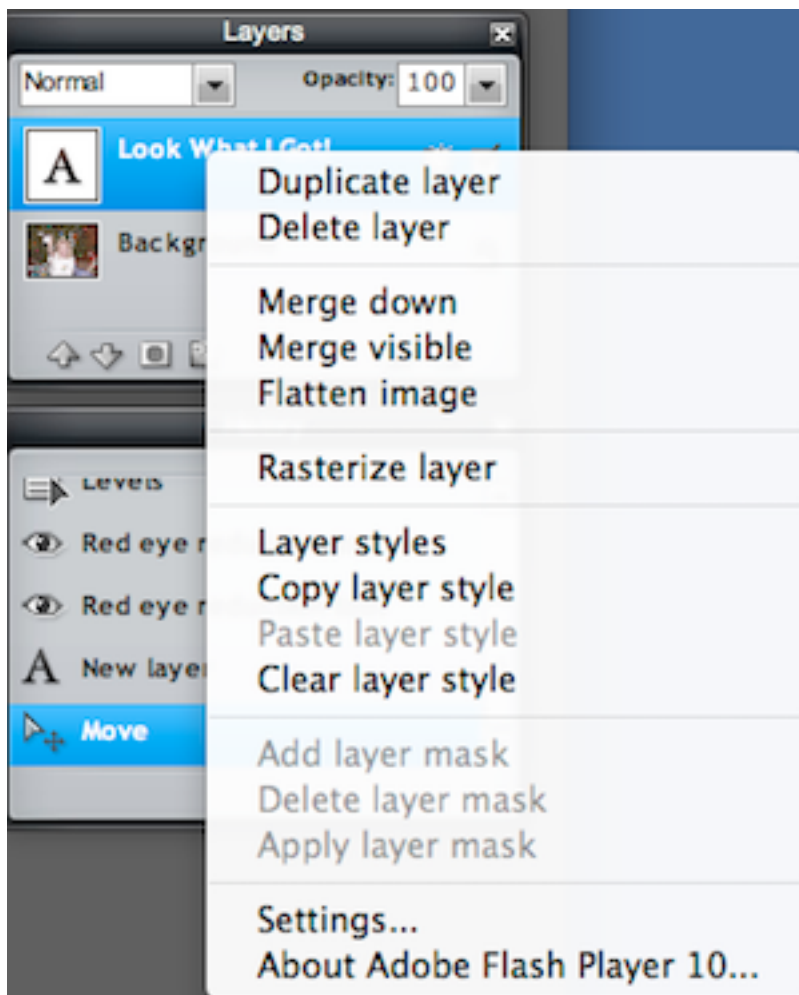 Layers
Normal Opacity: 100
A Look What I Got!
Duplicate layer
Delete layer
Merge down
Merge visible
Flatten image
Rasterize layer
Layer styles
Copy layer style
Paste layer style
Clear layer style
Add layer mask
Delete layer mask
Apply layer mask
Settings...
About Adobe Flash Player 10...
Backgr
Levels
Red eye r
Red eye r
A New laye
Move